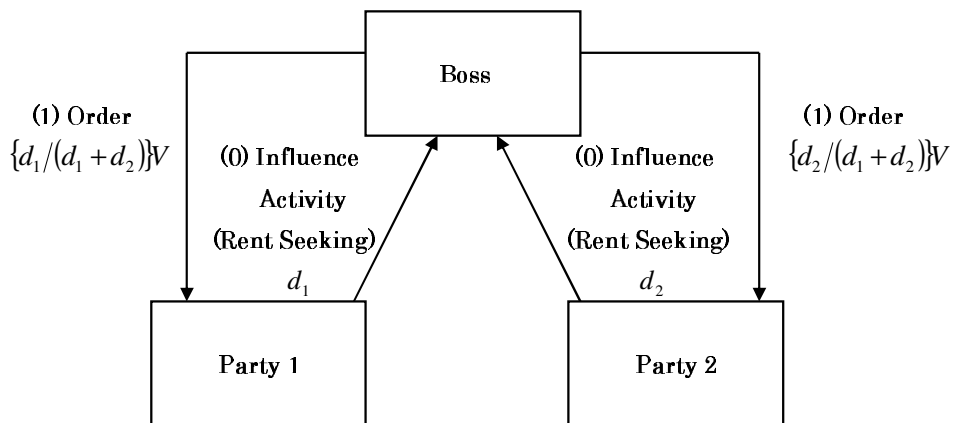 Boss
(1) Order
{d₁/(d₁ + d₂)}V
(0) Influence
Activity
(Rent Seeking)
d₁
(0) Influence
Activity
(Rent Seeking)
d₂
(1) Order
{d₂/(d₁ + d₂)}V
Party 1
Party 2